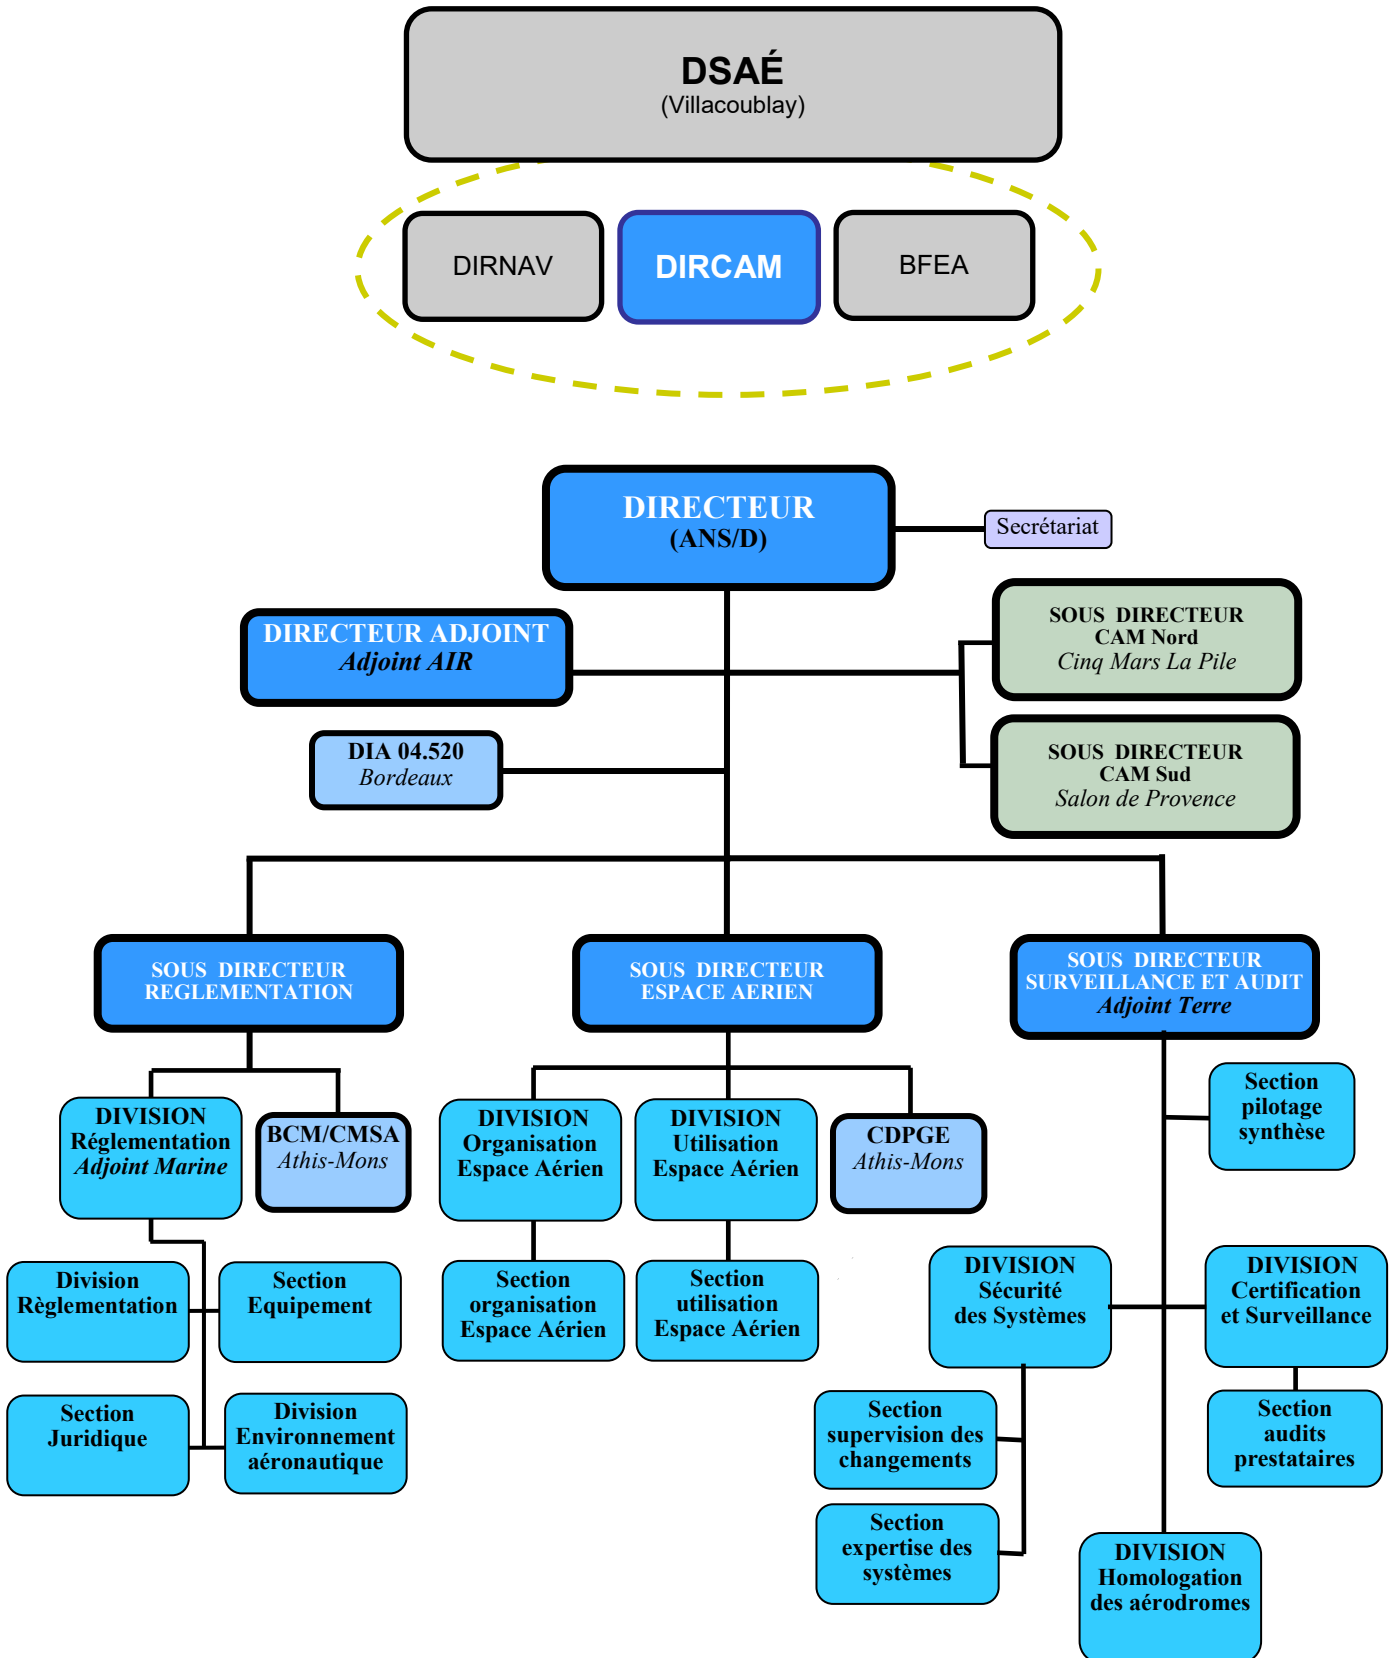 DSAÉ
(Villacoublay)
DIRNAV
DIRCAM
BFEA
DIRECTEUR
(ANS/D)
Secrétariat
DIRECTEUR ADJOINT
Adjoint AIR
SOUS DIRECTEUR
CAM Nord
Cinq Mars La Pile
DIA 04.520
Bordeaux
SOUS DIRECTEUR
CAM Sud
Salon de Provence
SOUS DIRECTEUR
REGLEMENTATION
SOUS DIRECTEUR
ESPACE AERIEN
SOUS DIRECTEUR
SURVEILLANCE ET AUDIT
Adjoint Terre
DIVISION
Réglementation
Adjoint Marine
BCM/CMSA
Athis-Mons
DIVISION
Organisation
Espace Aérien
DIVISION
Utilisation
Espace Aérien
CDPGE
Athis-Mons
Section
pilotage
synthèse
Division
Règlementation
Section
Equipement
Section
organisation
Espace Aérien
Section
utilisation
Espace Aérien
DIVISION
Sécurité
des Systèmes
DIVISION
Certification
et Surveillance
Section
Juridique
Division
Environnement
aéronautique
Section
supervision des
changements
Section
audits
prestataires
Section
expertise des
systèmes
DIVISION
Homologation
des aérodromes